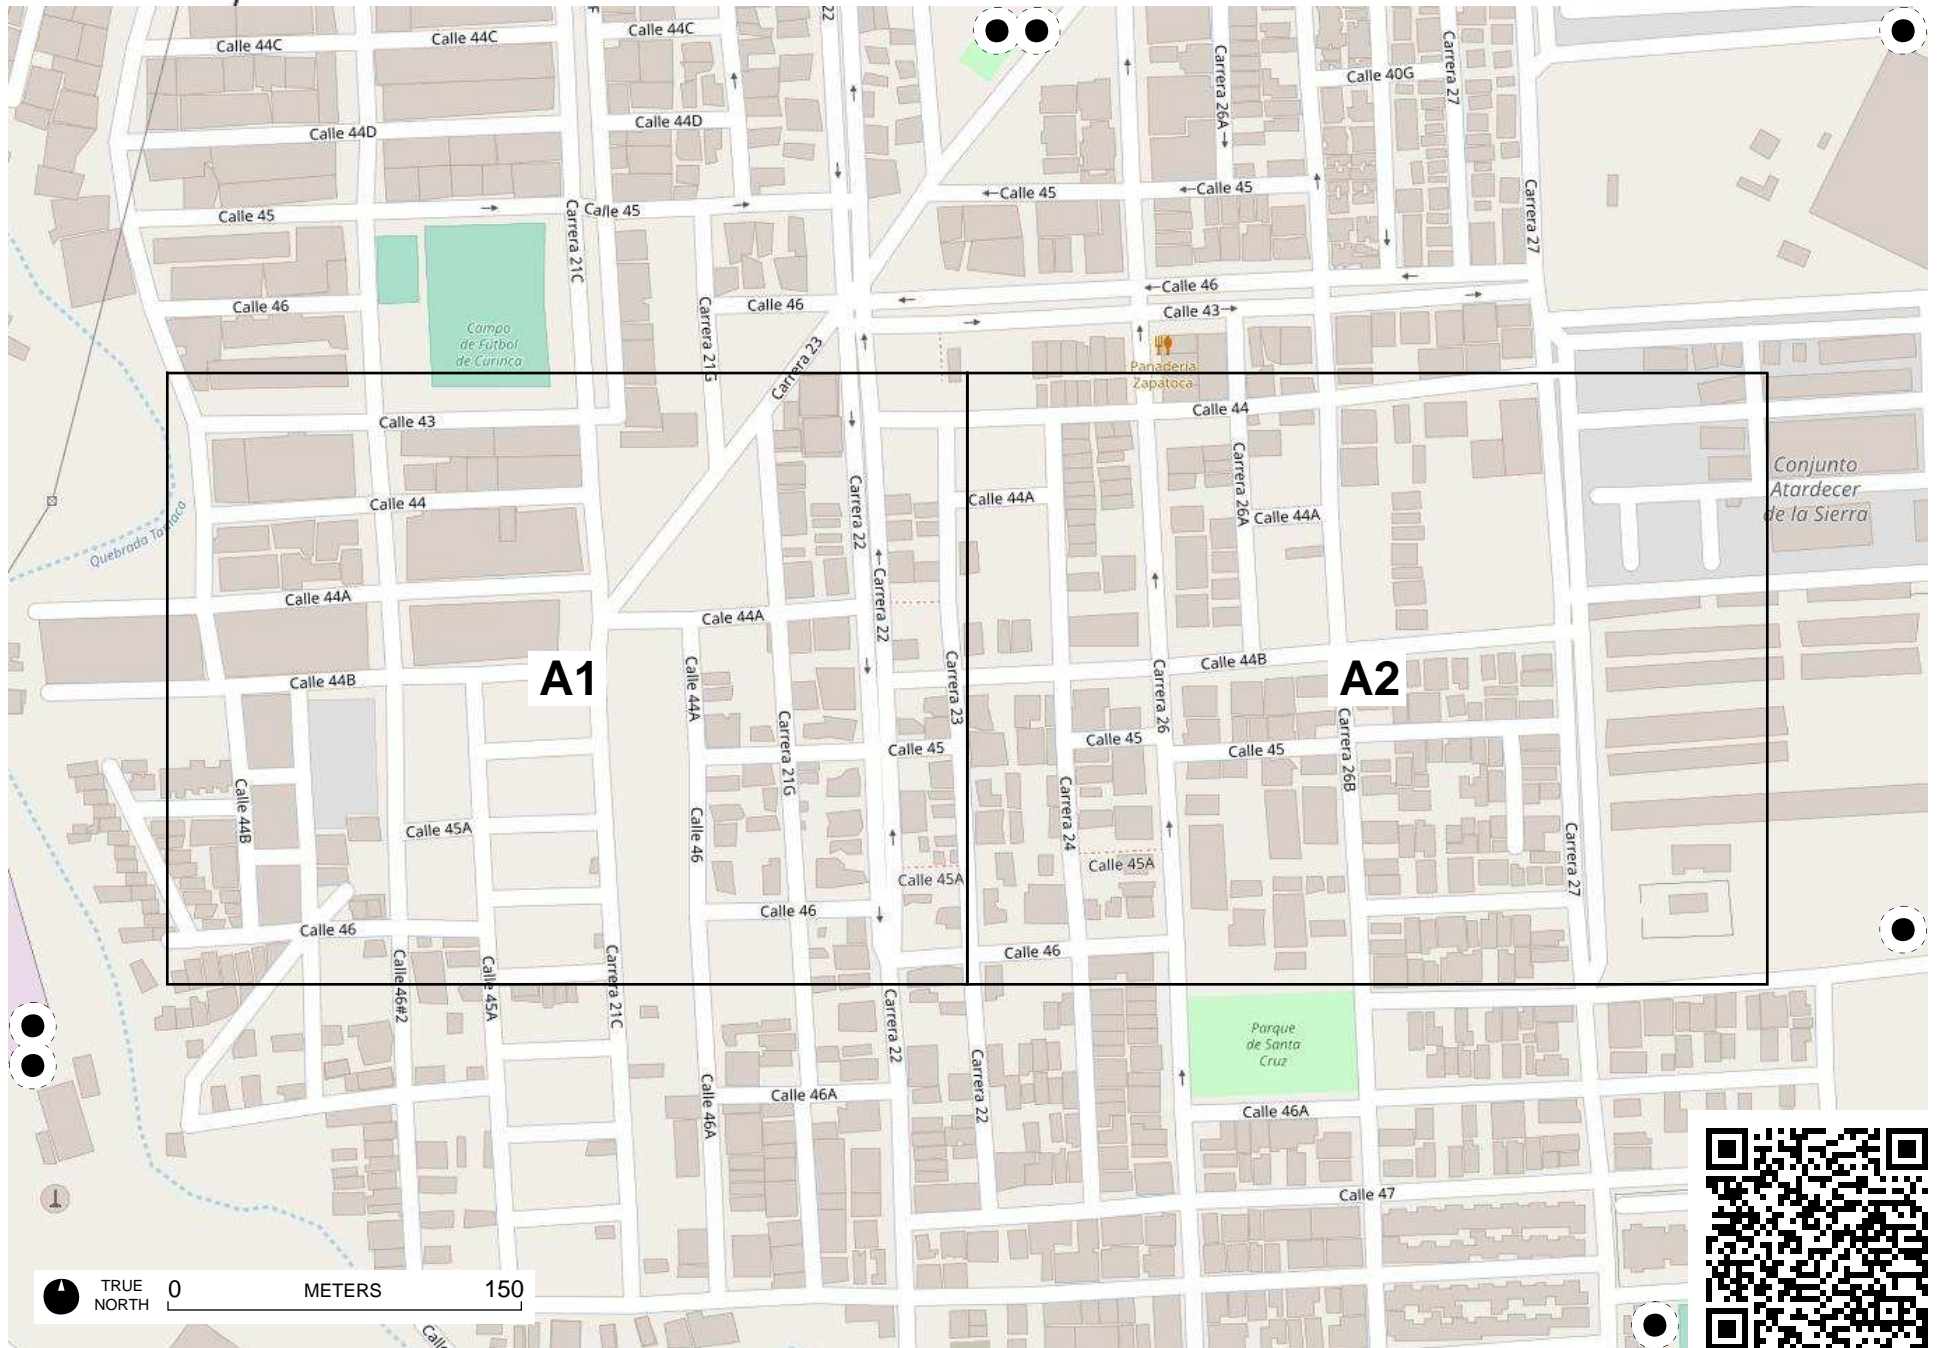 22
F
Calle 44C
Calle 44C
Calle 44C
Carrera 26A
Calle 40G
Carrera 27
Calle 44D
Calle 44D
Calle 45
Calle 45
Carrera 21C
Calle 45
Calle 45
Carrera 27
Calle 46
Campo
de Fútbol
de Curinca
Carrera 21G
Calle 46
Carrera 23
Calle 46
Calle 43
Panadería
Zapatoca
Calle 43
Calle 44
Calle 44
Carrera 22
Calle 44A
Carrera 26A
Calle 44A
Conjunto
Atardecer
de la Sierra
Quebrada Tamacá
Calle 44A
Cale 44A
Carrera 22
Calle 44B
A1
Calle 44A
Carrera 23
Carrera 26
Calle 44B
A2
Carrera 21G
Calle 45
Calle 45
Calle 45
Carrera 26B
Calle 44B
Calle 45A
Calle 46
Carrera 24
Calle 45A
Calle 45A
Carrera 27
Calle 46
Calle 46
Calle 46
Calle 46#2
Calle 45A
Carrera 21C
Carrera 22
Carrera 22
Parque
de Santa
Cruz
Calle 46A
Calle 46A
Calle 46A
Calle 47
TRUE
NORTH
0 METERS 150
Calle